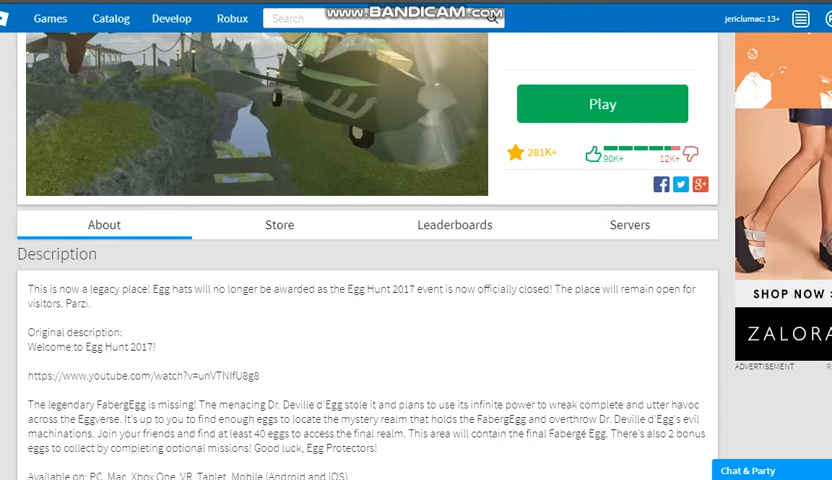 www.BANDICAM.com
Games Catalog Develop Robux Search jericlumac: 13+
Play
281K+ 90K+ 12K+
About Store Leaderboards Servers
Description
This is now a legacy place! Egg hats will no longer be awarded as the Egg Hunt 2017 event is now officially closed! The place will remain open for
visitors. Parzi.
Original description:
Welcome to Egg Hunt 2017!
https://www.youtube.com/watch?v=unVTNIfU8g8
The legendary FabergEgg is missing! The menacing Dr. Deville d'Egg stole it and plans to use its infinite power to wreak complete and utter havoc
across the Eggverse. It's up to you to find enough eggs to locate the mystery realm that holds the FabergEgg and overthrow Dr. Deville d'Egg's evil
machinations. Join your friends and find at least 40 eggs to access the final realm. This area will contain the final Fabergé Egg. There's also 2 bonus
eggs to collect by completing optional missions! Good luck, Egg Protectors!
Available on: PC, Mac, Xbox One, VR, Tablet, Mobile (Android and iOS)
SHOP NOW
ZALORA
ADVERTISEMENT
Chat & Party